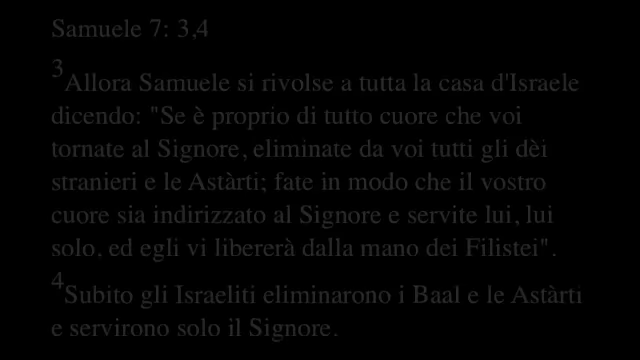 Samuele 7: 3,4
3Allora Samuele si rivolse a tutta la casa d'Israele
dicendo: "Se è proprio di tutto cuore che voi
tornate al Signore, eliminate da voi tutti gli dèi
stranieri e le Astàrti; fate in modo che il vostro
cuore sia indirizzato al Signore e servite lui, lui
solo, ed egli vi libererà dalla mano dei Filistei".
4Subito gli Israeliti eliminarono i Baal e le Astàrti
e servirono solo il Signore.